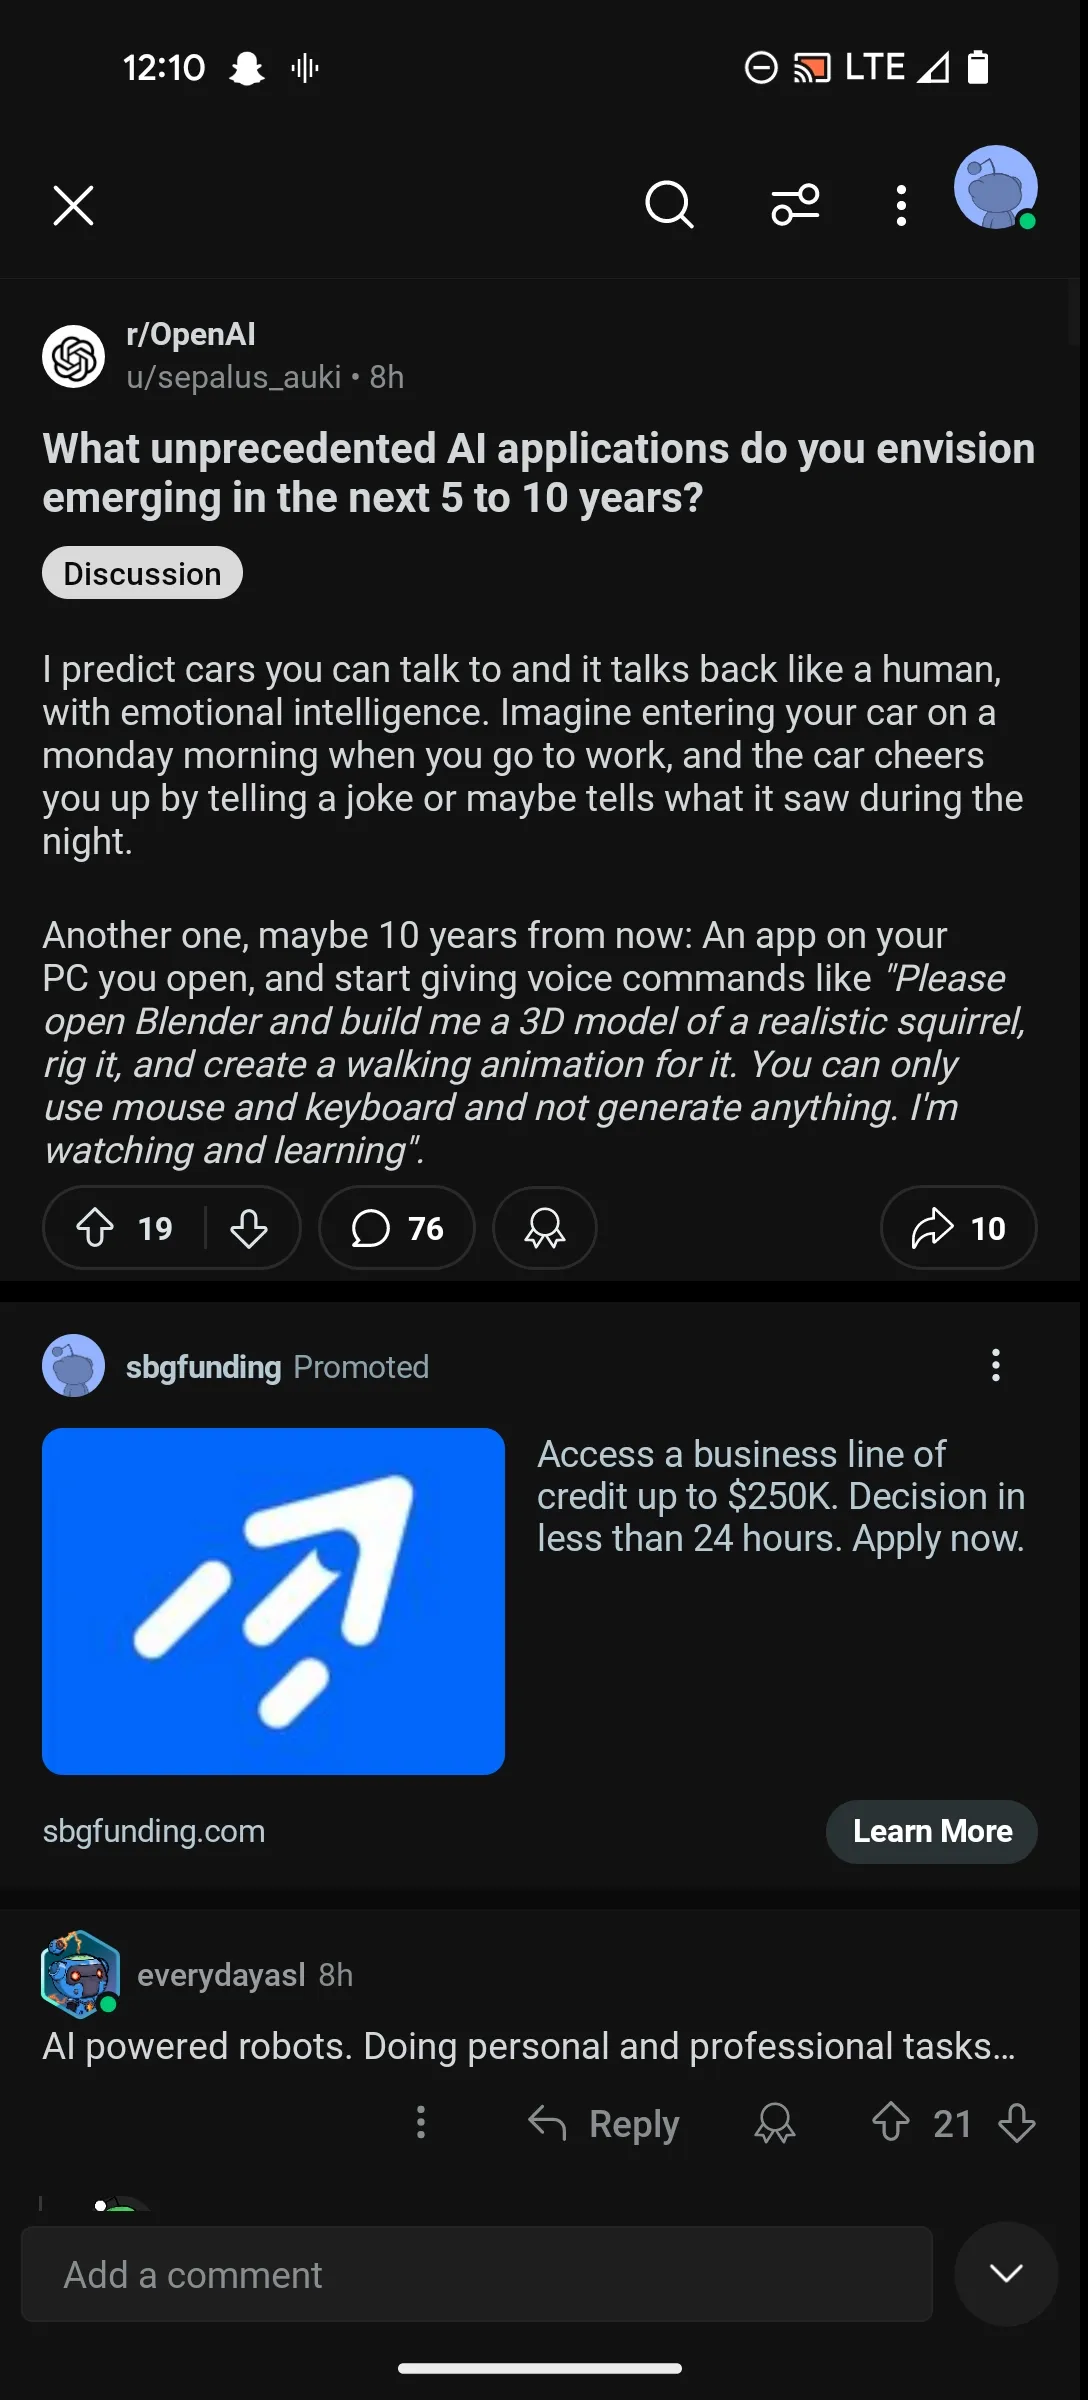 12:10
LTE
r/OpenAI
u/sepalus_auki • 8h
What unprecedented AI applications do you envision
emerging in the next 5 to 10 years?
Discussion
I predict cars you can talk to and it talks back like a human,
with emotional intelligence. Imagine entering your car on a
monday morning when you go to work, and the car cheers
you up by telling a joke or maybe tells what it saw during the
night.
Another one, maybe 10 years from now: An app on your
PC you open, and start giving voice commands like "Please
open Blender and build me a 3D model of a realistic squirrel,
rig it, and create a walking animation for it. You can only
use mouse and keyboard and not generate anything. I'm
watching and learning".
19 76 10
sbgfunding Promoted
Access a business line of
credit up to $250K. Decision in
less than 24 hours. Apply now.
sbgfunding.com
Learn More
everydayasl 8h
AI powered robots. Doing personal and professional tasks...
Reply 21
Add a comment